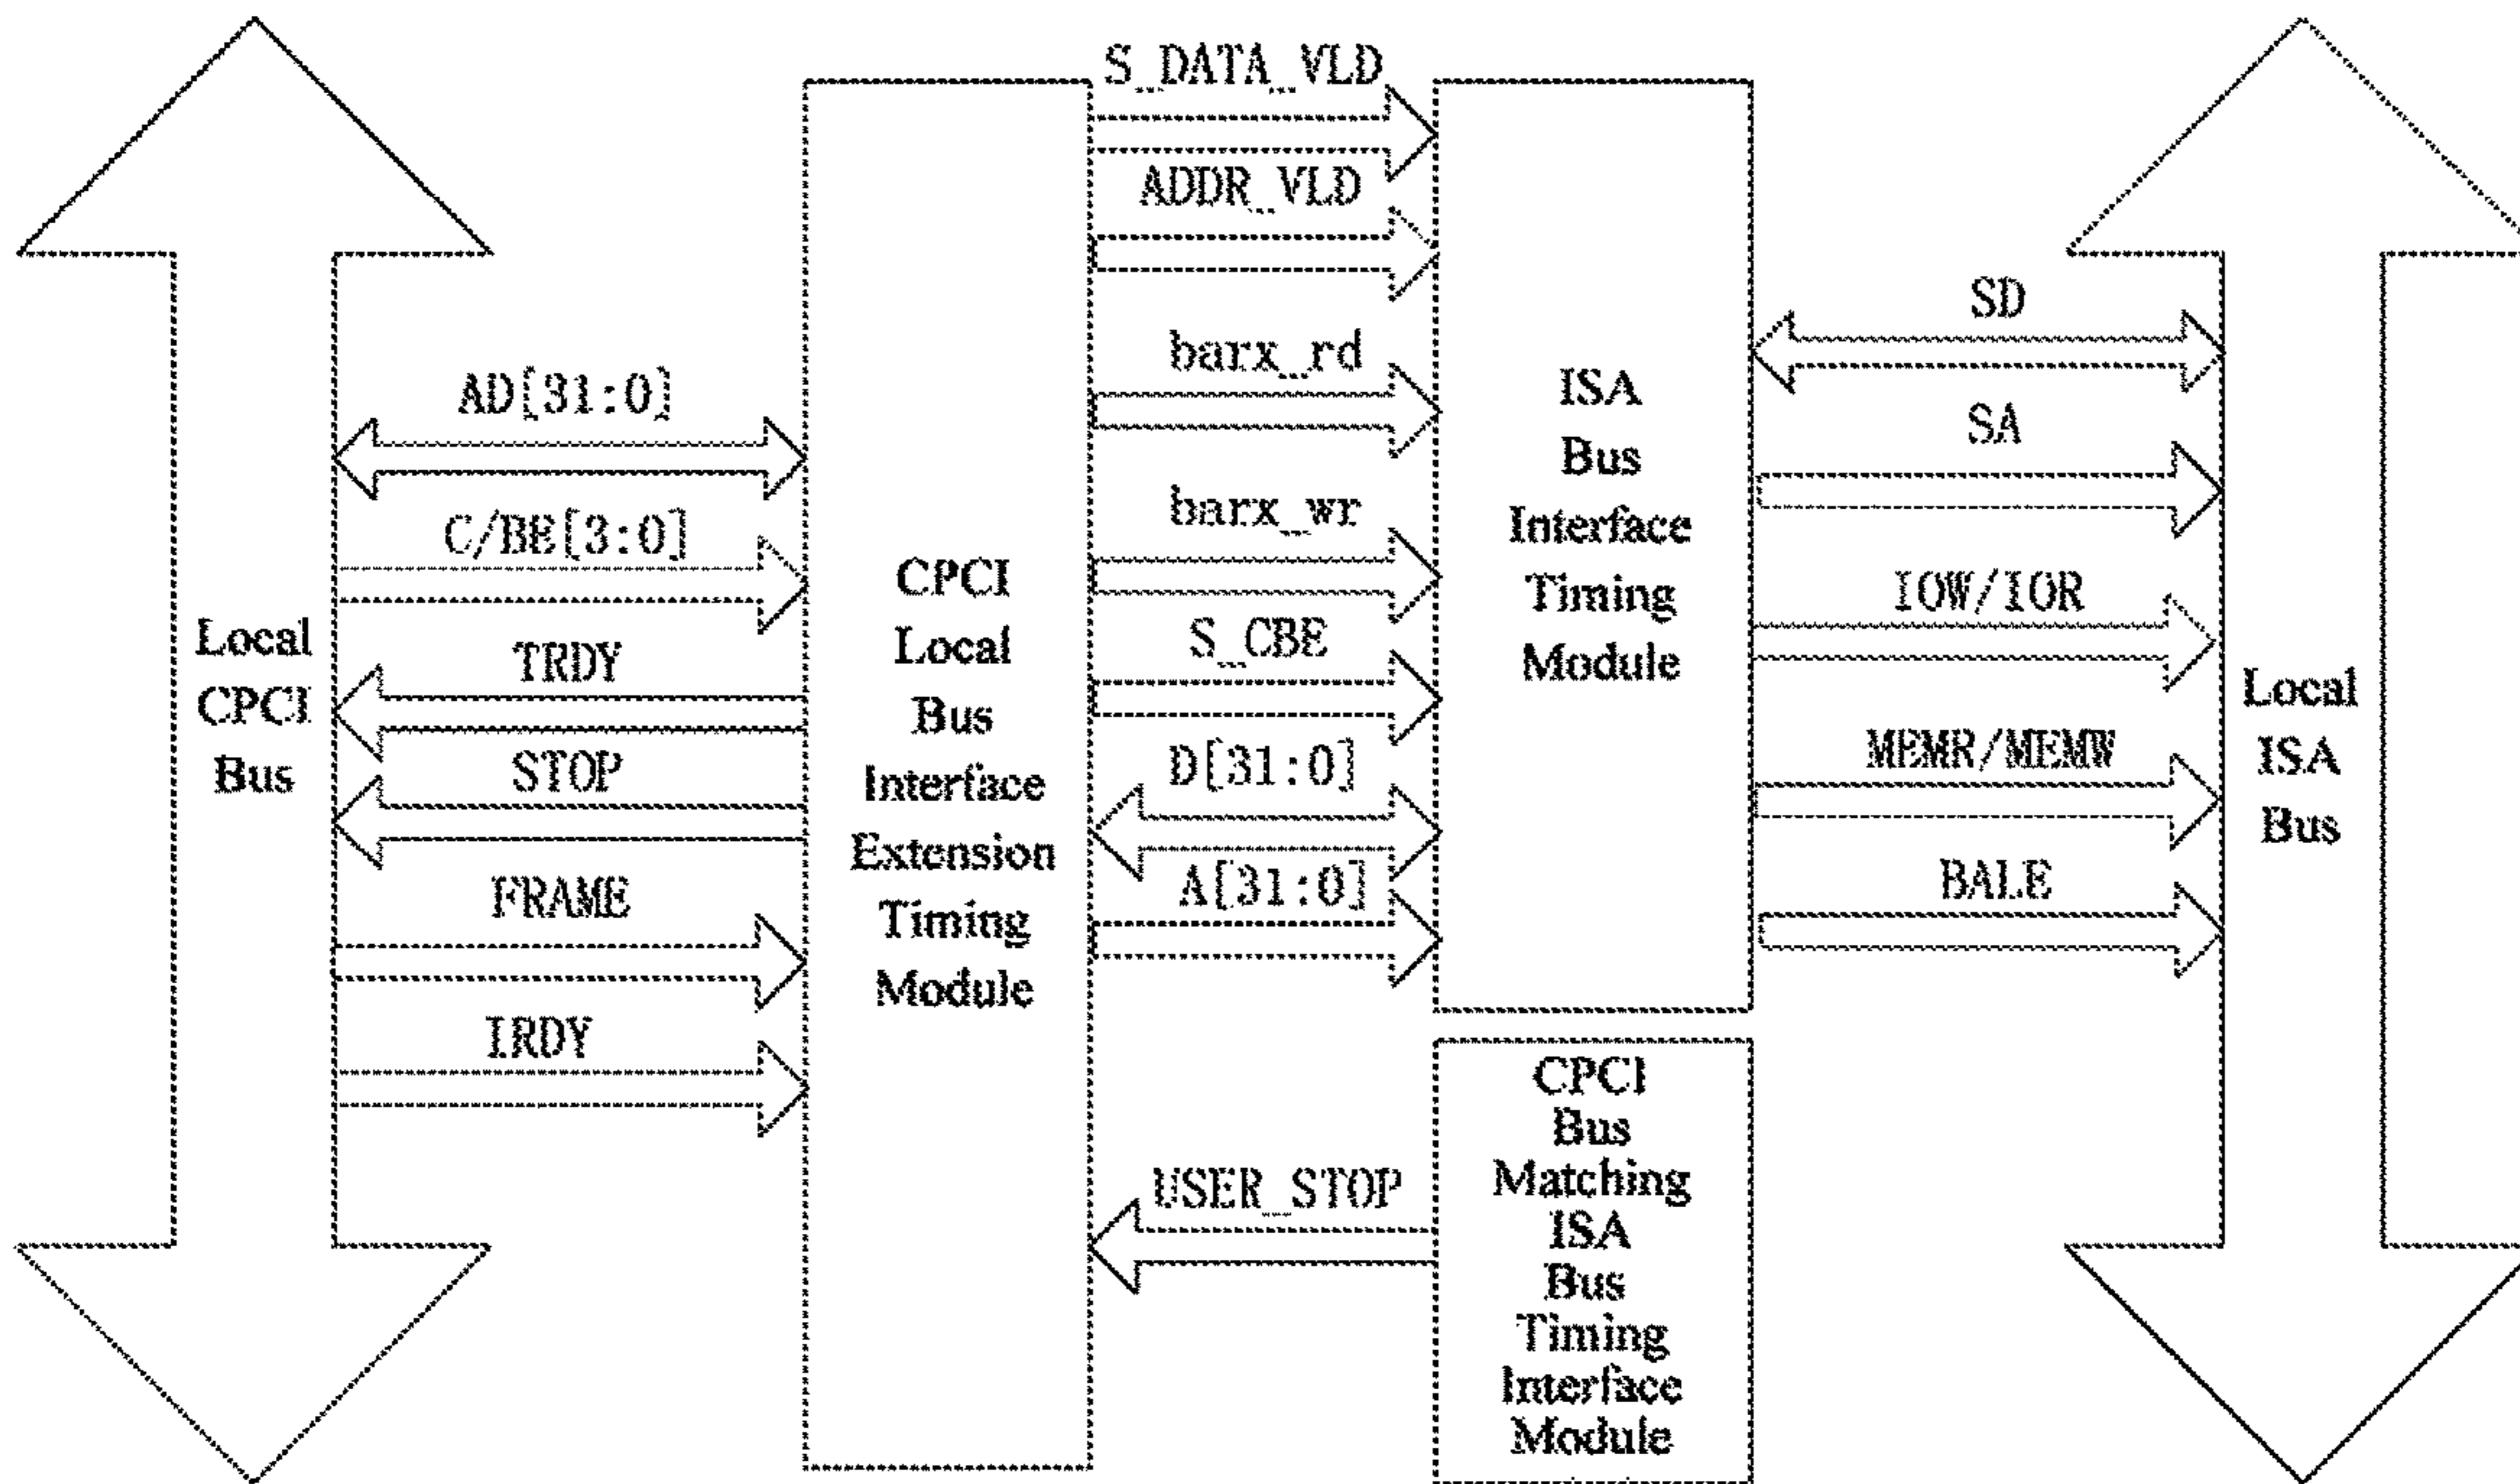 Local
CPCI
Bus
AD[31:0]
C/BE[3:0]
TRDY
STOP
FRAME
IRDY
CPCI
Local
Bus
Interface
Extension
Timing
Module
S_DATA_VLD
ADDR_VLD
barx_rd
barx_wr
S_CBE
D[31:0]
A[31:0]
USER_STOP
ISA
Bus
Interface
Timing
Module
CPCI
Bus
Matching
ISA
Bus
Timing
Interface
Module
SD
SA
IOW/IOR
MEMR/MEMW
BALE
Local
ISA
Bus